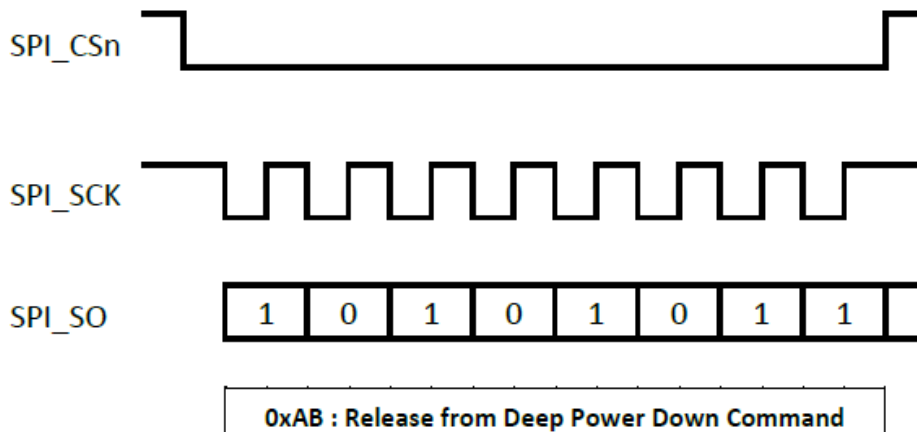 SPI_CSn
SPI_SCK
SPI_SO 1 0 1 0 1 0 1 1
0xAB : Release from Deep Power Down Command